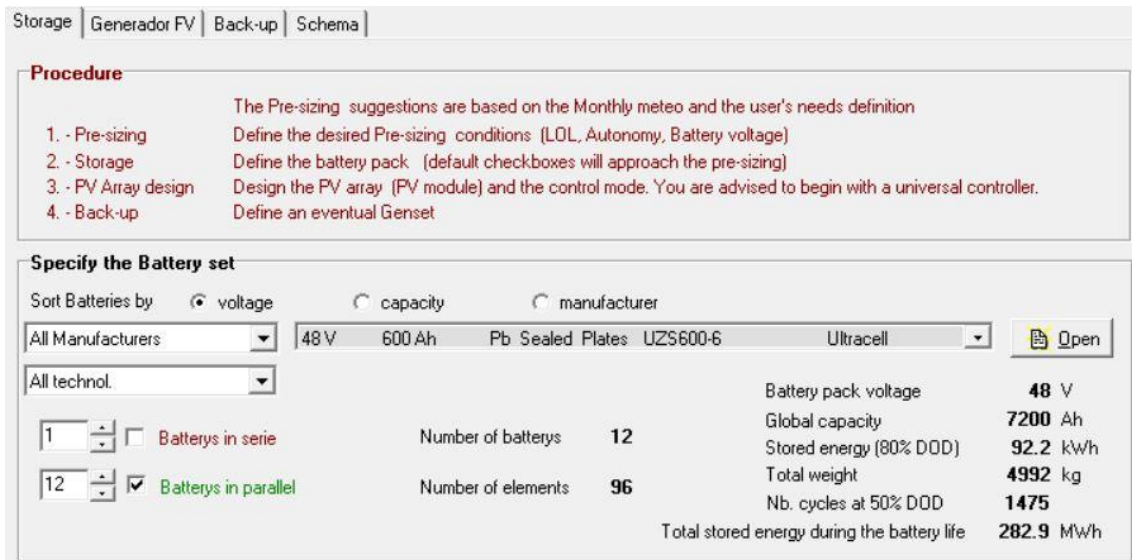 Storage Generador FV Back-up Schema
Procedure
The Pre-sizing suggestions are based on the Monthly meteo and the user's needs definition
1. - Pre-sizing Define the desired Pre-sizing conditions (LOL, Autonomy, Battery voltage)
2. - Storage Define the battery pack (default checkboxes will approach the pre-sizing)
3. - PV Array design Design the PV array (PV module) and the control mode. You are advised to begin with a universal controller.
4. - Back-up Define an eventual Genset
Specify the Battery set
Sort Batteries by voltage capacity manufacturer
All Manufacturers 48 V 600 Ah Pb Sealed Plates UZS600-6 Ultracell Open
All technol.
Battery pack voltage 48 V
1 Batterys in serie Number of batterys 12 Global capacity 7200 Ah
Stored energy (80% DOD) 92.2 kWh
12 Batterys in parallel Number of elements 96 Total weight 4992 kg
Nb. cycles at 50% DOD 1475
Total stored energy during the battery life 282.9 MWh